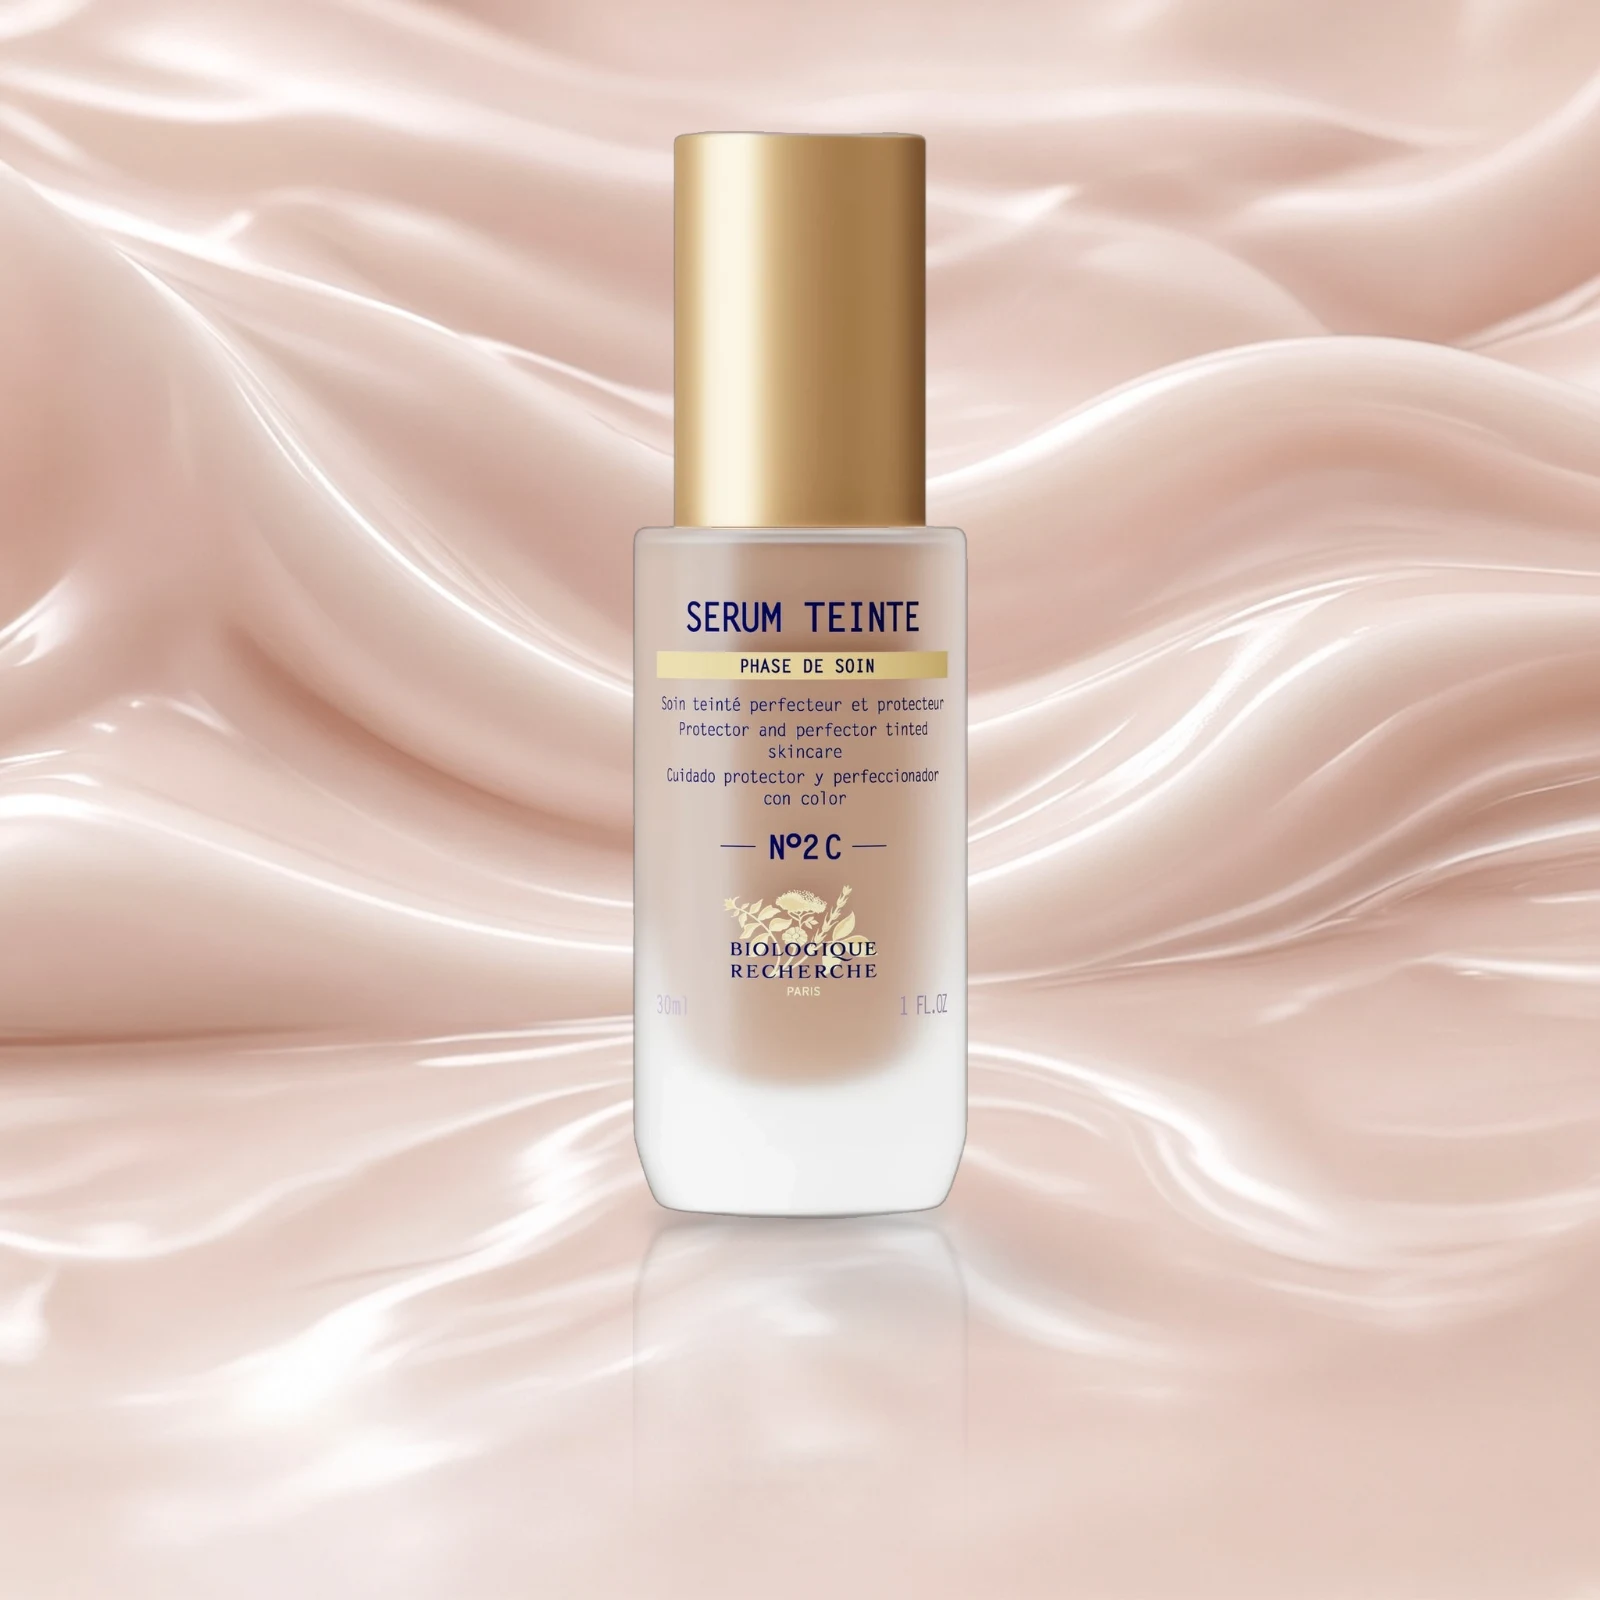 SERUM TEINTE
PHASE DE SOIN
Soin teinté perfecteur et protecteur
Protector and perfector tinted
skincare
Cuidado protector y perfeccionador
con color
Nº2 C
BIOLOGIQUE
RECHERCHE
PARIS
30ml 1 FL.OZ